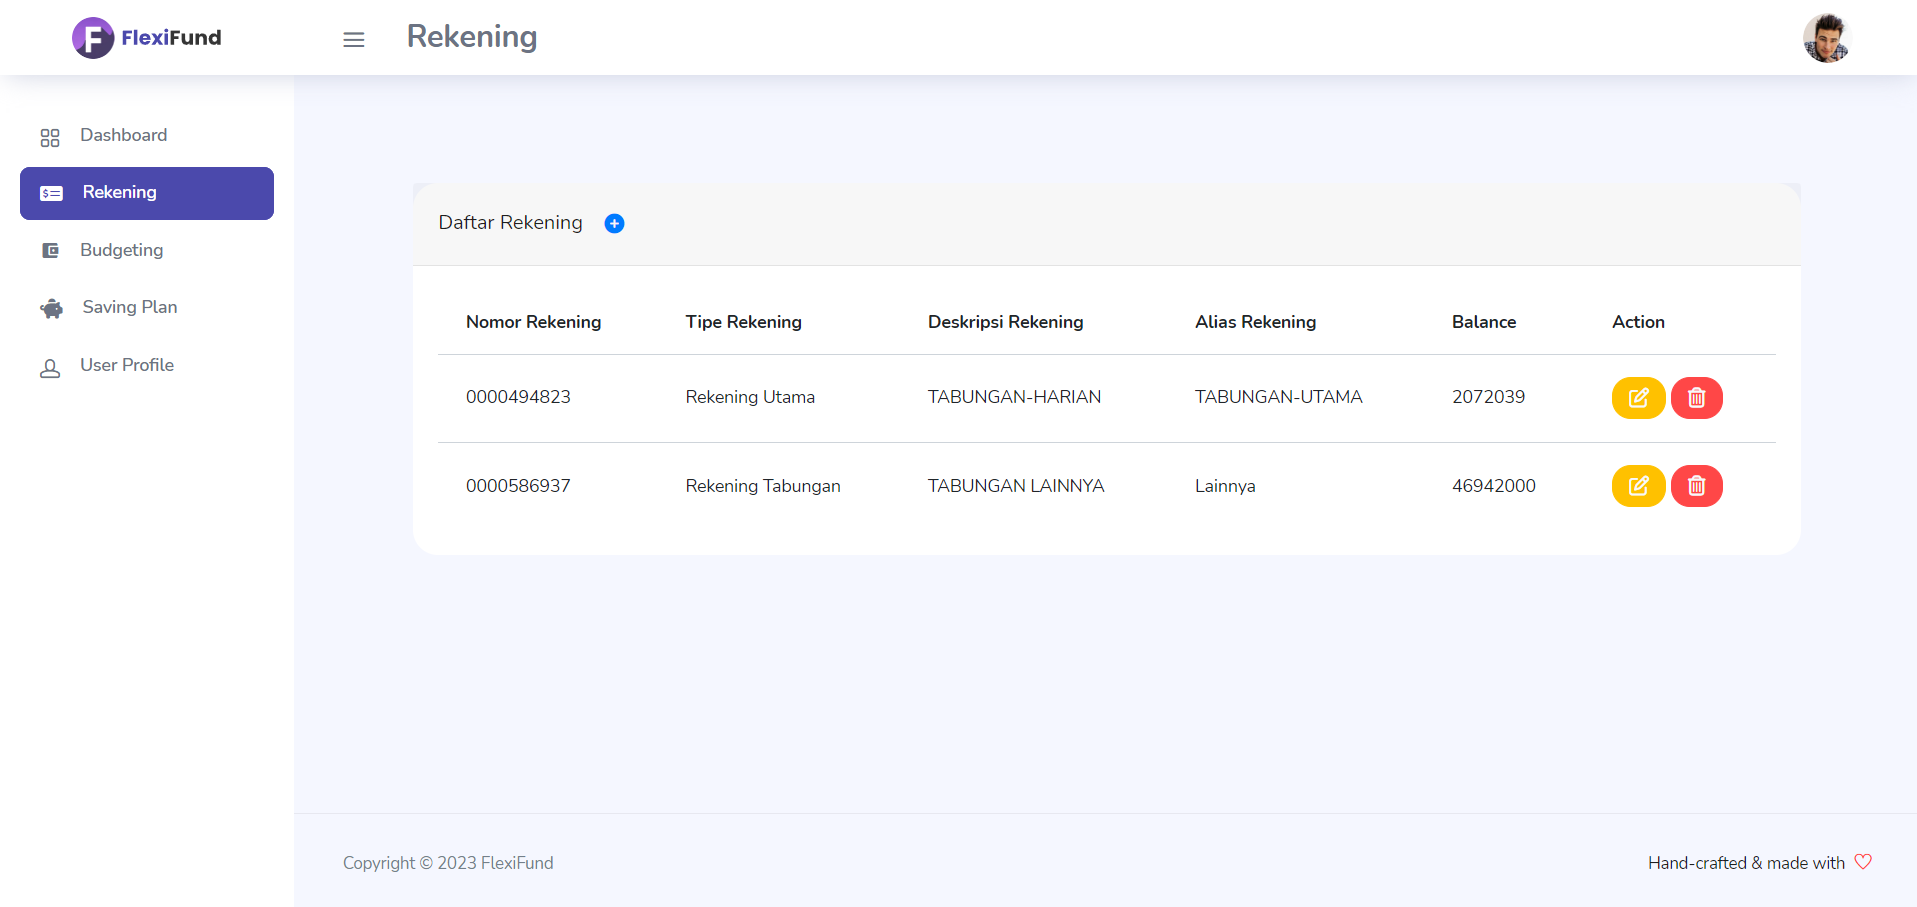 FlexiFund
Rekening
Dashboard
Rekening
Budgeting
Saving Plan
User Profile
Daftar Rekening
Nomor Rekening Tipe Rekening Deskripsi Rekening Alias Rekening Balance Action
0000494823 Rekening Utama TABUNGAN-HARIAN TABUNGAN-UTAMA 2072039
0000586937 Rekening Tabungan TABUNGAN LAINNYA Lainnya 46942000
Copyright © 2023 FlexiFund
Hand-crafted & made with